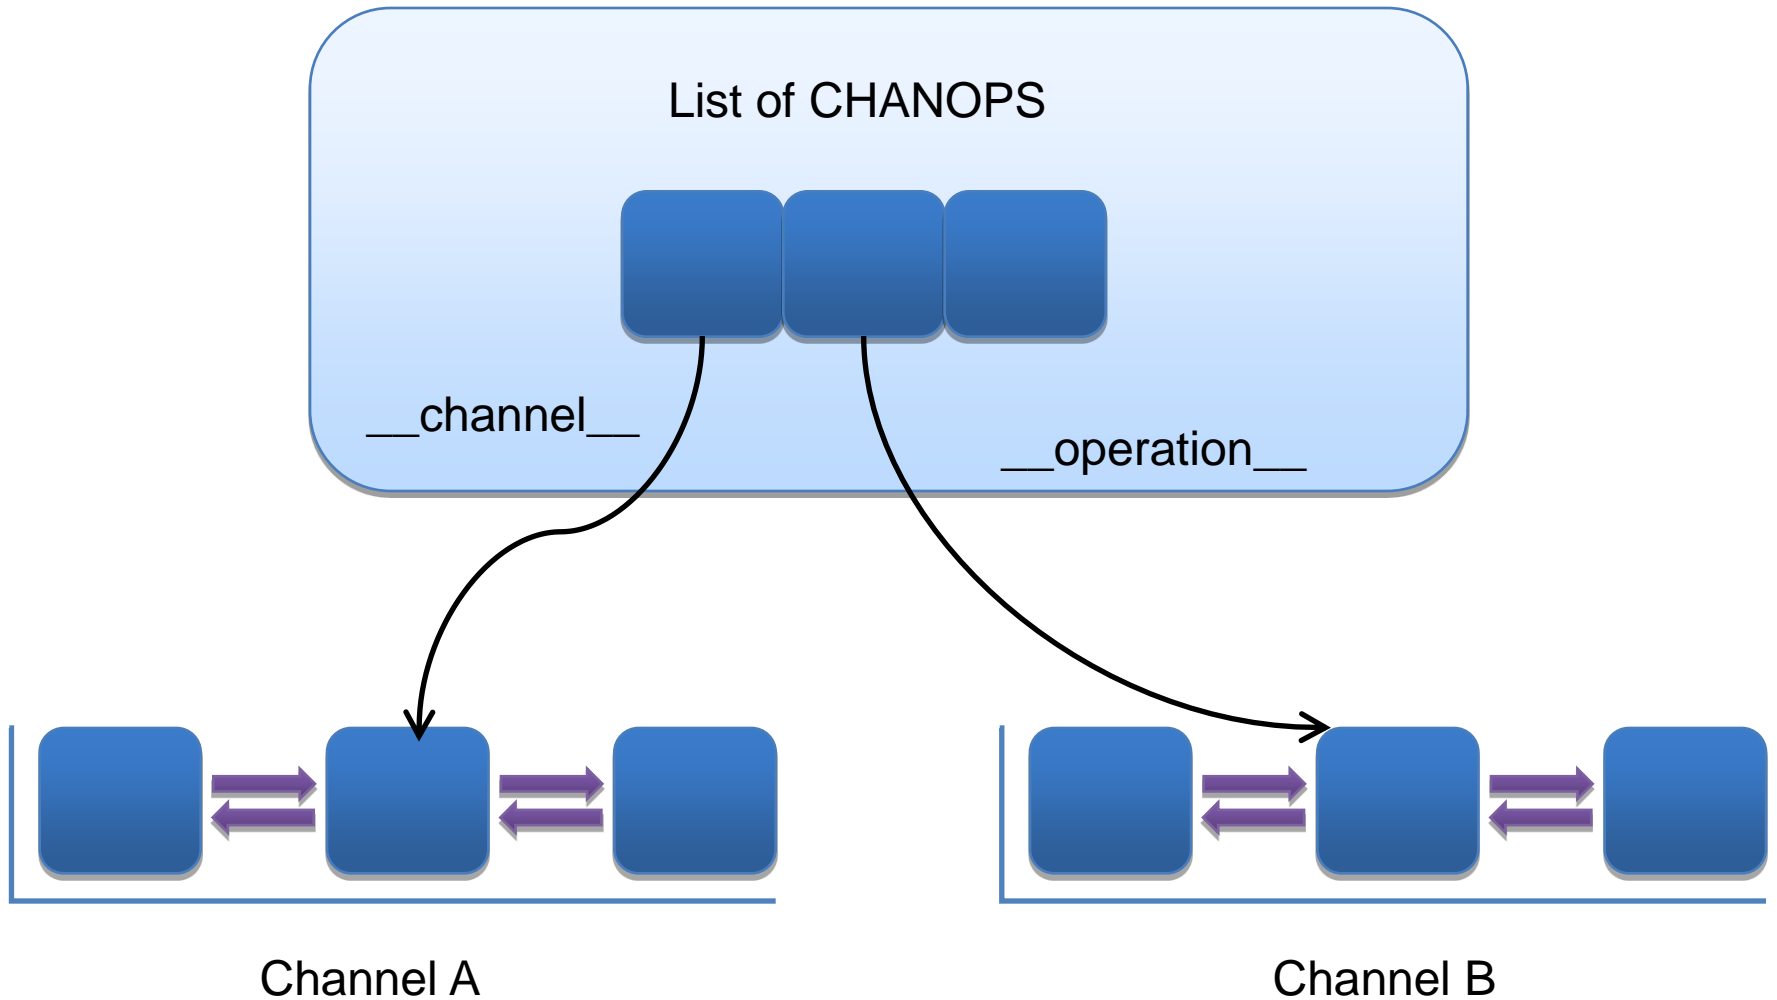 List of CHANOPS
__channel__
__operation__
Channel A
Channel B